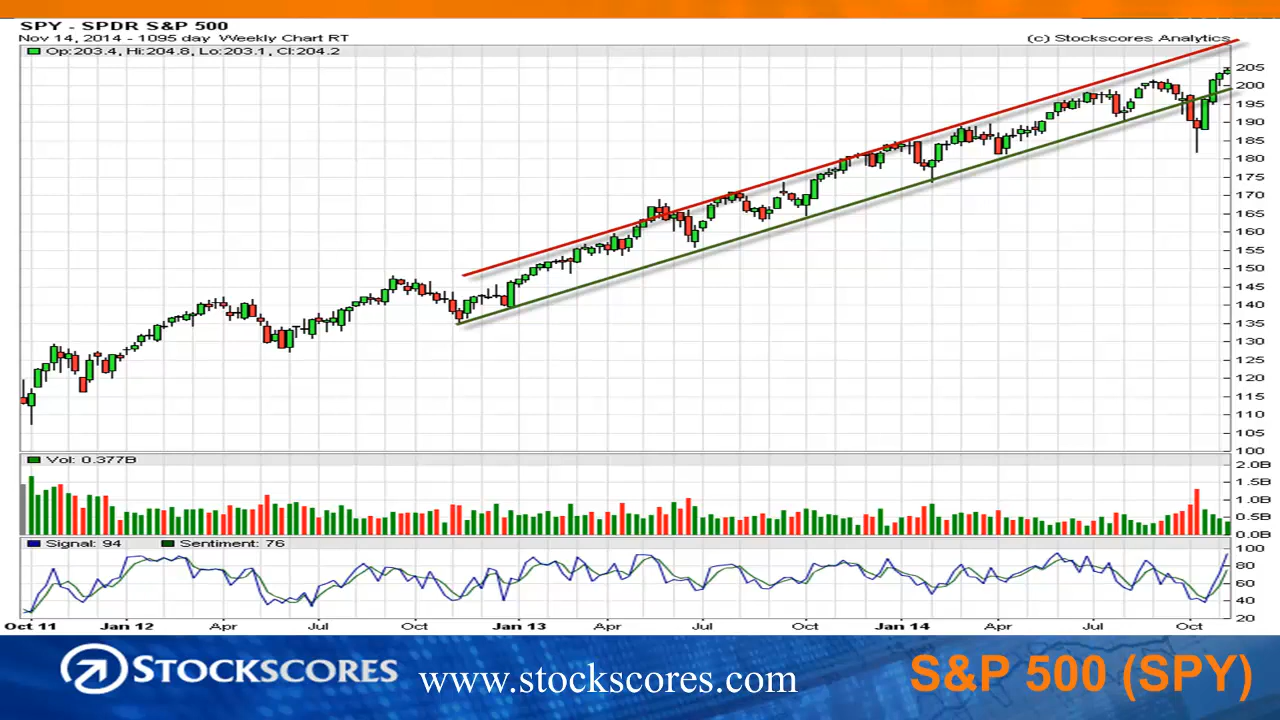 SPY - SPDR S&P 500
Nov 14, 2014 - 1095 day Weekly Chart RT (c) Stockscores Analytics
Op:203.4, Hi:204.8, Lo:203.1, Cl:204.2
205
200
195
190
185
180
175
170
165
160
155
150
145
140
135
130
125
120
115
110
105
100
Vol: 0.377B
2.0B
1.5B
1.0B
0.5B
0.0B
Signal: 94 Sentiment: 76
100
80
60
40
20
Oct 11 Jan 12 Apr Jul Oct Jan 13 Apr Jul Oct Jan 14 Apr Jul Oct
STOCKSCORES www.stockscores.com S&P 500 (SPY)